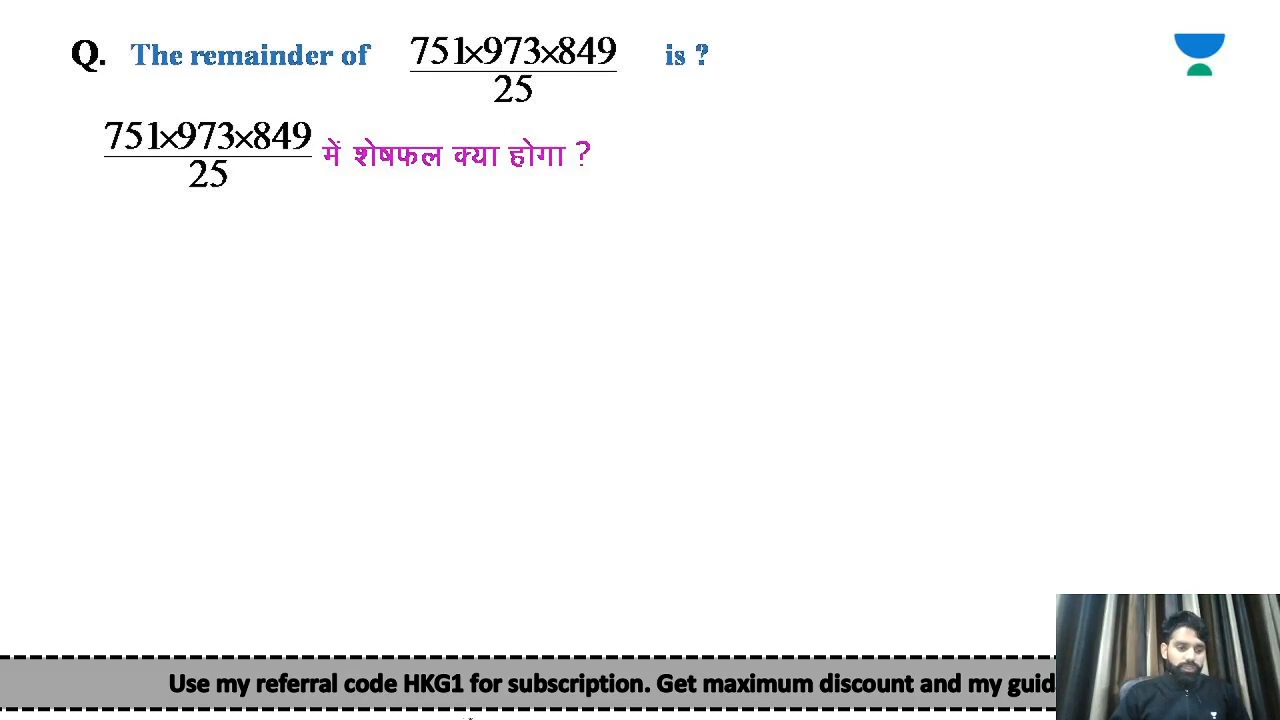 Q. The remainder of 751×973×849 is ?
25
751×973×849 में शेषफल क्या होगा ?
25
Use my referral code HKG1 for subscription. Get maximum discount and my guid